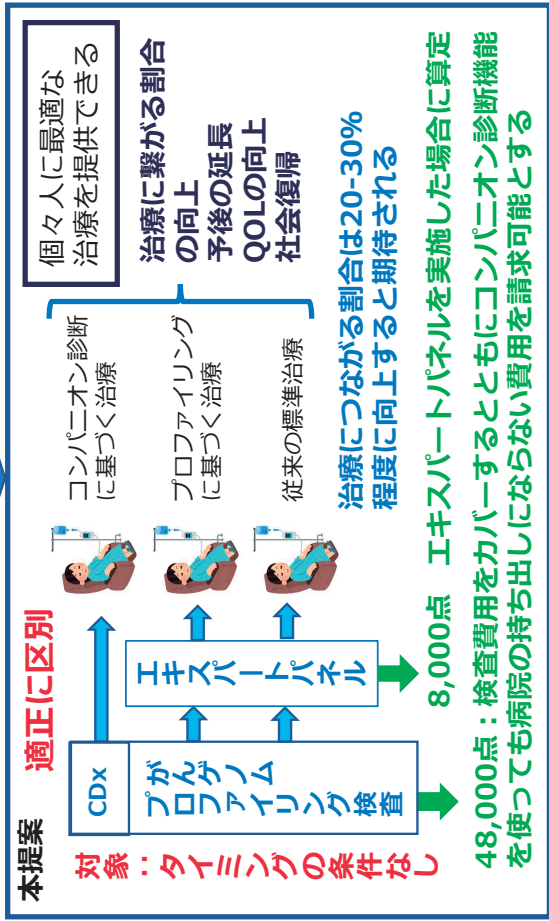 本提案
適正に区別
対象：タイミングの条件なし
CDx
がんゲノム
プロファイリング検査
エキスパートパネル
コンパニオン診断
に基づく治療
プロファイリング
に基づく治療
従来の標準治療
個々人に最適な
治療を提供できる
治療に繋がる割合
の向上
予後の延長
QOLの向上
社会復帰
治療につながる割合は20-30%
程度に向上すると期待される
8,000点　エキスパートパネルを実施した場合に算定
48,000点：検査費用をカバーするとともにコンパニオン診断機能
を使っても病院の持ち出しにならない費用を請求可能とする